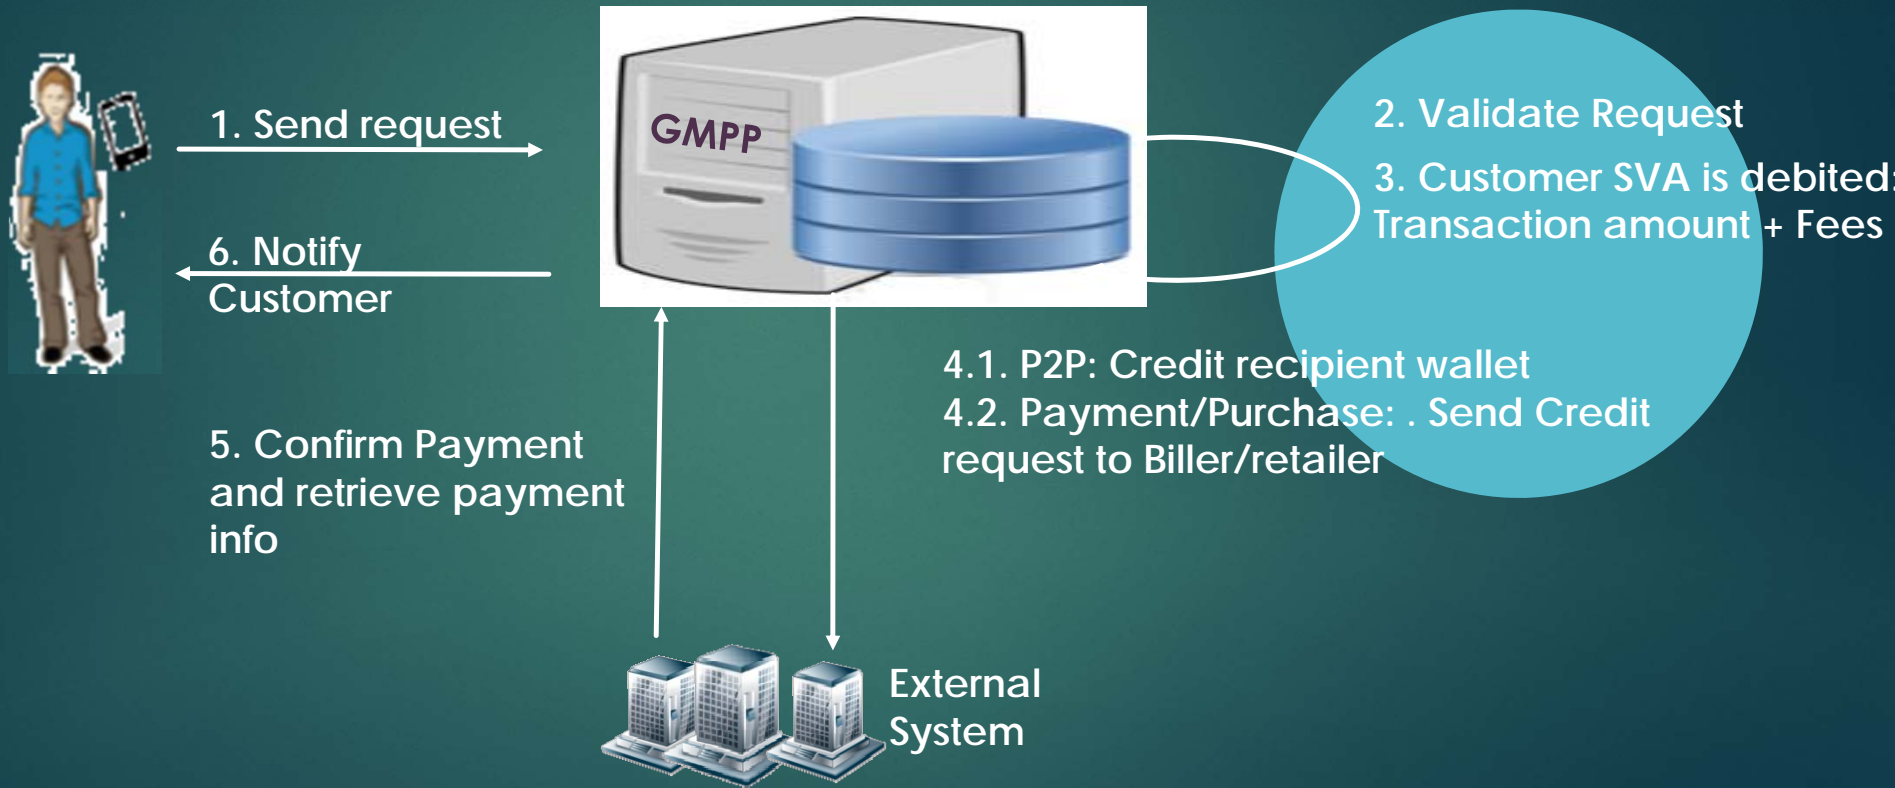 1. Send request
GMPP
2. Validate Request
3. Customer SVA is debited:
Transaction amount + Fees
6. Notify
Customer
4.1. P2P: Credit recipient wallet
4.2. Payment/Purchase: . Send Credit
request to Biller/retailer
5. Confirm Payment
and retrieve payment
info
External
System